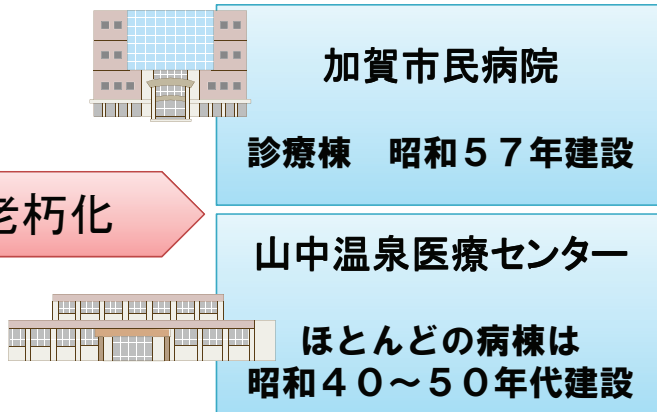 加賀市民病院
診療棟　昭和５７年建設
老朽化
山中温泉医療センター
ほとんどの病棟は
昭和４０～５０年代建設